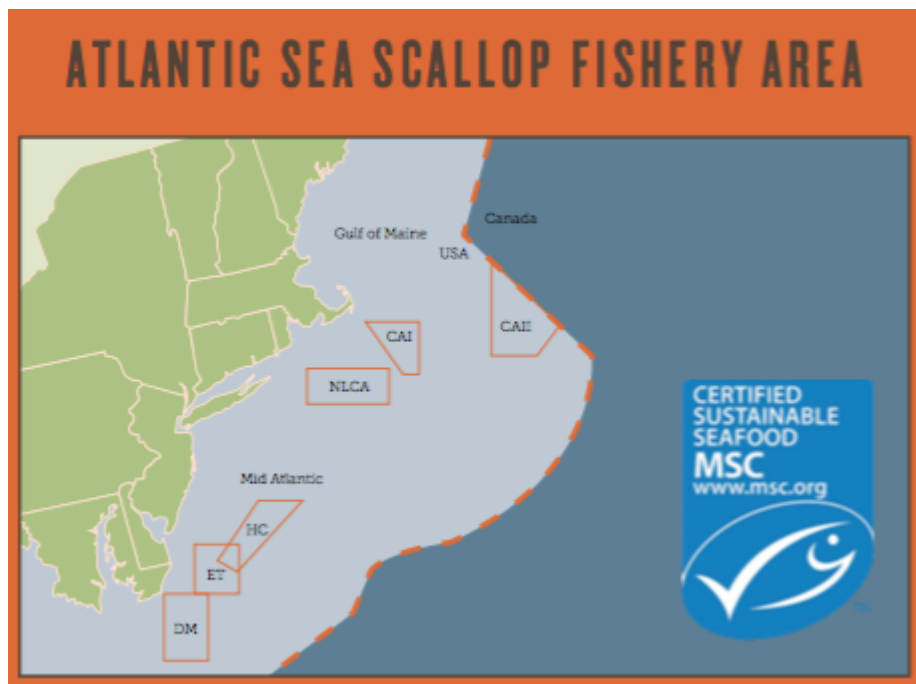 ATLANTIC SEA SCALLOP FISHERY AREA
Canada
Gulf of Maine
USA
CAII
CAI
NLCA
Mid Atlantic
HC
ET
DM
CERTIFIED
SUSTAINABLE
SEAFOOD
MSC
www.msc.org
TM